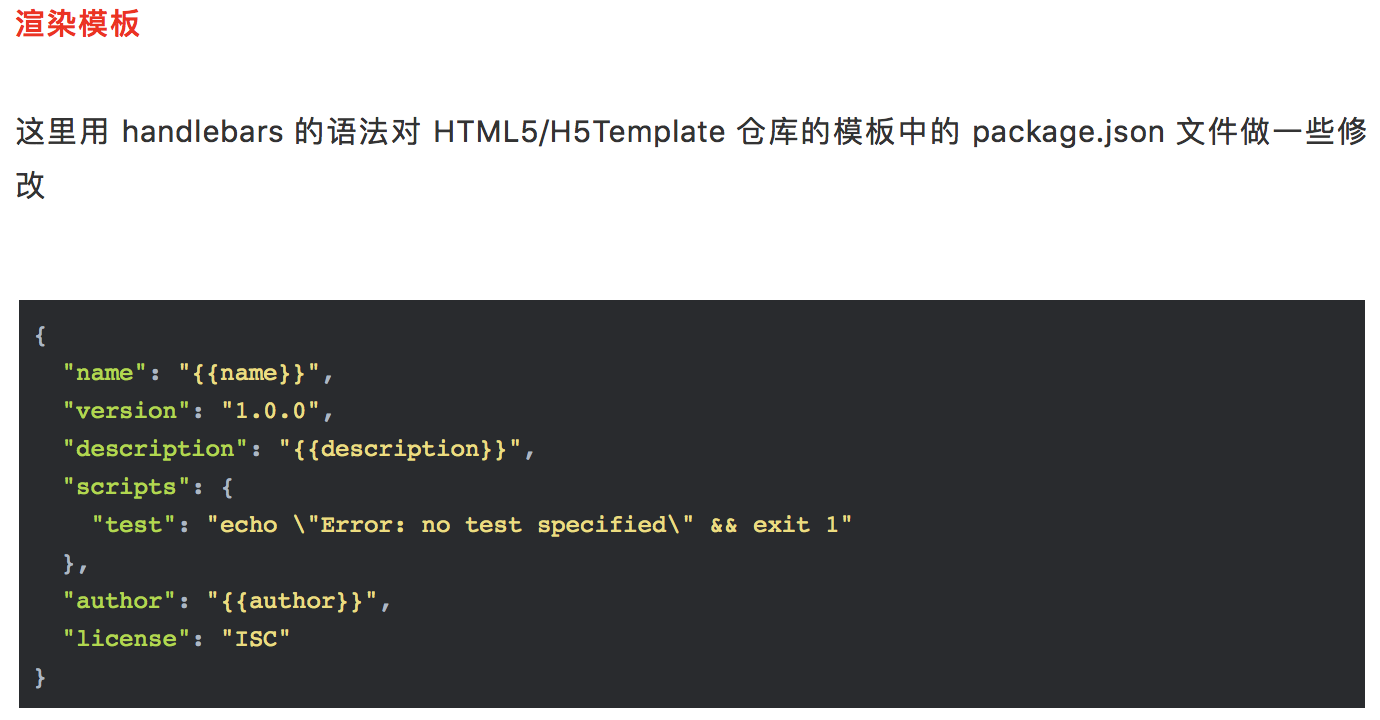 渲染模板
这里用 handlebars 的语法对 HTML5/H5Template 仓库的模板中的 package.json 文件做一些修
改
{
  "name": "{{name}}",
  "version": "1.0.0",
  "description": "{{description}}",
  "scripts": {
    "test": "echo \"Error: no test specified\" && exit 1"
  },
  "author": "{{author}}",
  "license": "ISC"
}